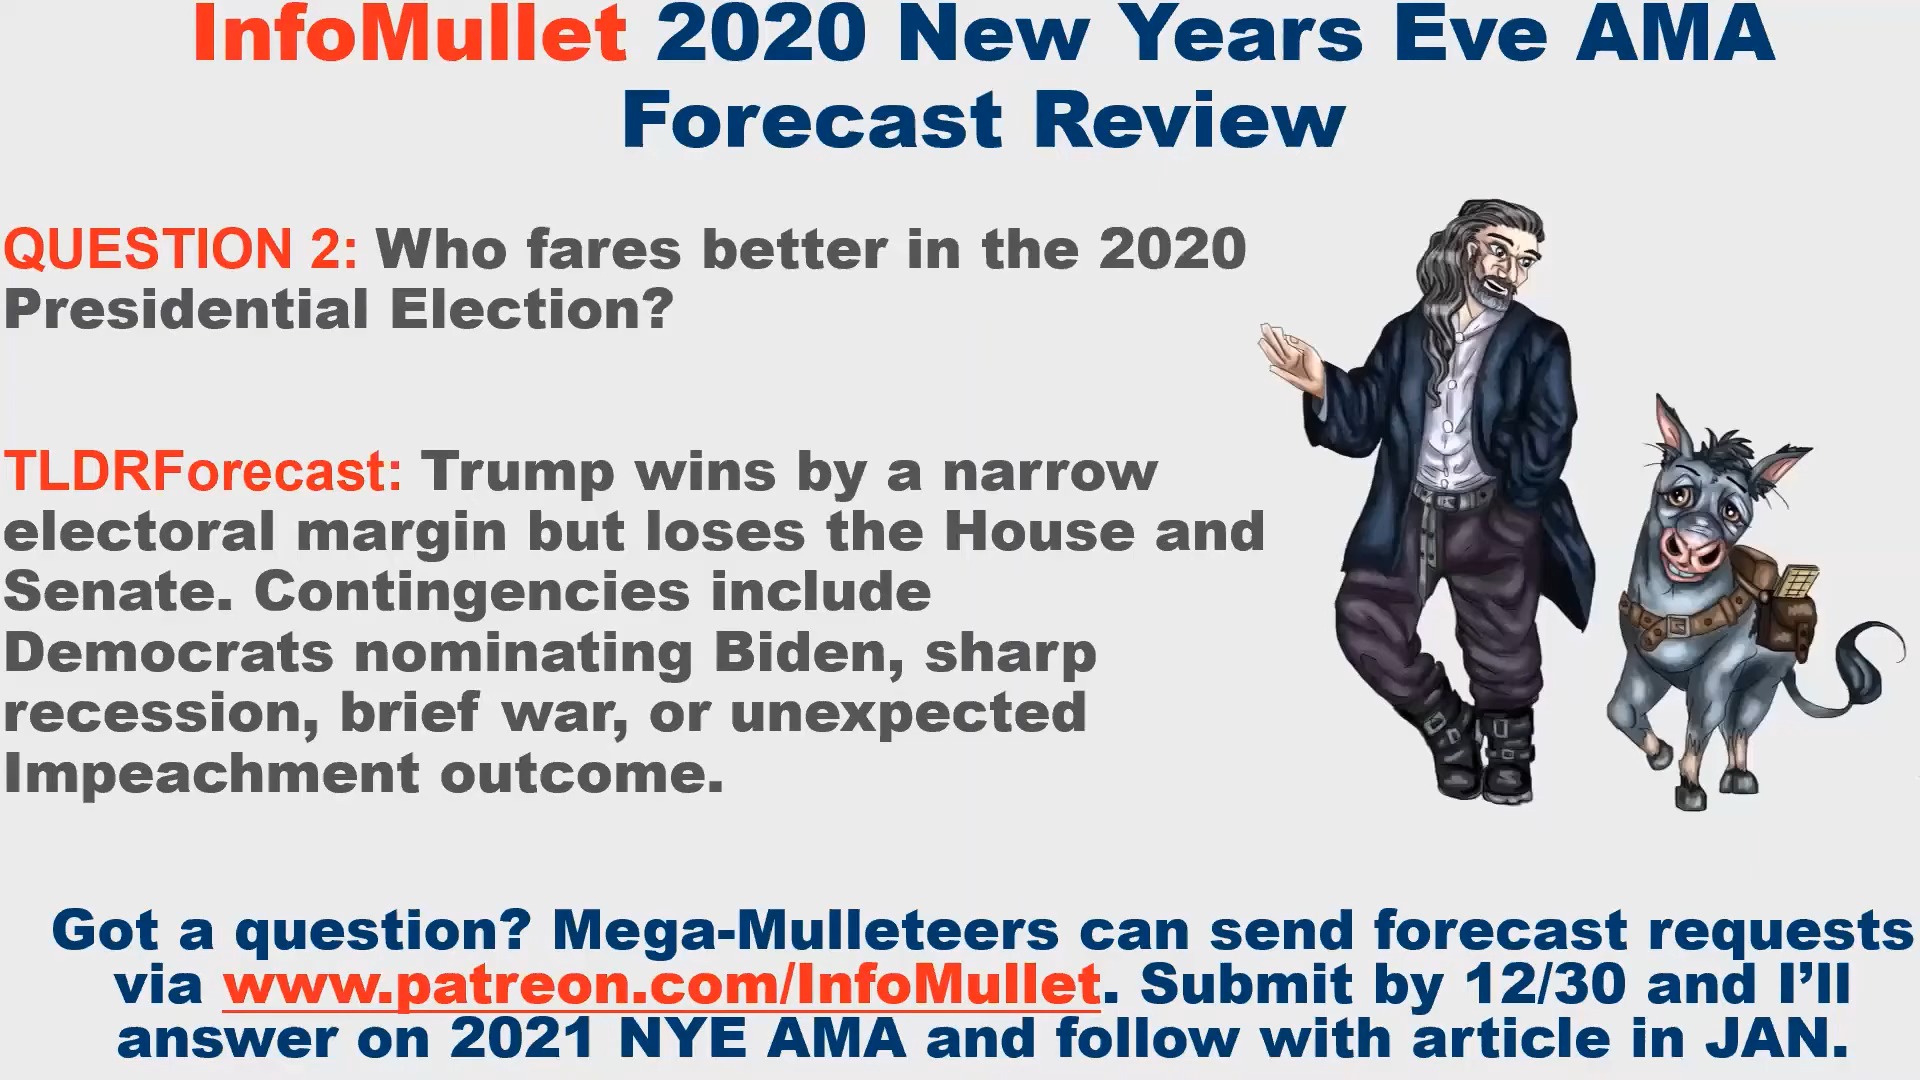 InfoMullet 2020 New Years Eve AMA
Forecast Review
QUESTION 2: Who fares better in the 2020
Presidential Election?
TLDRForecast: Trump wins by a narrow
electoral margin but loses the House and
Senate. Contingencies include
Democrats nominating Biden, sharp
recession, brief war, or unexpected
Impeachment outcome.
Got a question? Mega-Mulleteers can send forecast requests
via www.patreon.com/InfoMullet. Submit by 12/30 and I’ll
answer on 2021 NYE AMA and follow with article in JAN.